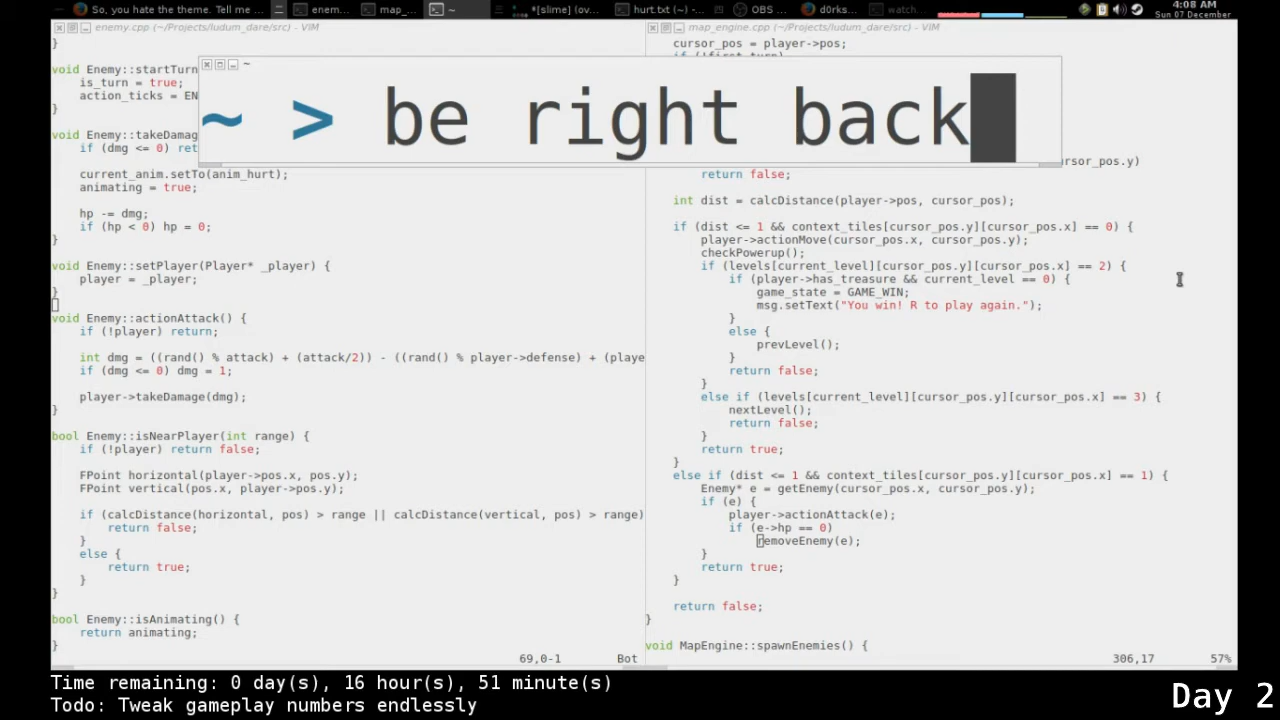 So, you hate the theme. Tell me ... enem... map_... ~ *[slime] (ov... hurt.txt (~) -... OBS ... d0rks... watch 4:08 AM
Sun 07 December
enemy.cpp (~/Projects/ludum_dare/src) - VIM
}
void Enemy::startTurn
is_turn = true;
action_ticks = EN
}
void Enemy::takeDamag
if (dmg <= 0) ret
current_anim.setTo(anim_hurt);
animating = true;
hp -= dmg;
if (hp < 0) hp = 0;
}
void Enemy::setPlayer(Player* _player) {
player = _player;
}
void Enemy::actionAttack() {
if (!player) return;
int dmg = ((rand() % attack) + (attack/2)) - ((rand() % player->defense) + (playe
if (dmg <= 0) dmg = 1;
player->takeDamage(dmg);
}
bool Enemy::isNearPlayer(int range) {
if (!player) return false;
FPoint horizontal(player->pos.x, pos.y);
FPoint vertical(pos.x, player->pos.y);
if (calcDistance(horizontal, pos) > range || calcDistance(vertical, pos) > range)
return false;
}
else {
return true;
}
}
bool Enemy::isAnimating() {
return animating;
}
69,0-1 Bot
~
~ > be right back
map_engine.cpp (~/Projects/ludum_dare/src) - VIM
cursor_pos = player->pos;
ursor_pos.y)
return false;
int dist = calcDistance(player->pos, cursor_pos);
if (dist <= 1 && context_tiles[cursor_pos.y][cursor_pos.x] == 0) {
player->actionMove(cursor_pos.x, cursor_pos.y);
checkPowerup();
if (levels[current_level][cursor_pos.y][cursor_pos.x] == 2) {
if (player->has_treasure && current_level == 0) {
game_state = GAME_WIN;
msg.setText("You win! R to play again.");
}
else {
prevLevel();
}
return false;
}
else if (levels[current_level][cursor_pos.y][cursor_pos.x] == 3) {
nextLevel();
return false;
}
return true;
}
else if (dist <= 1 && context_tiles[cursor_pos.y][cursor_pos.x] == 1) {
Enemy* e = getEnemy(cursor_pos.x, cursor_pos.y);
if (e) {
player->actionAttack(e);
if (e->hp == 0)
removeEnemy(e);
}
return true;
}
return false;
}
void MapEngine::spawnEnemies() {
306,17 57%
Time remaining: 0 day(s), 16 hour(s), 51 minute(s)
Todo: Tweak gameplay numbers endlessly
Day 2